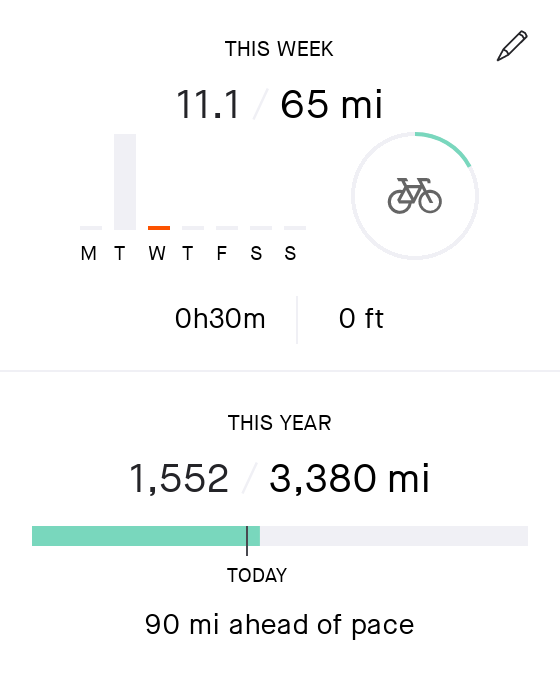 THIS WEEK
11.1 / 65 mi
M T W T F S S
0h30m 0 ft
THIS YEAR
1,552 / 3,380 mi
TODAY
90 mi ahead of pace